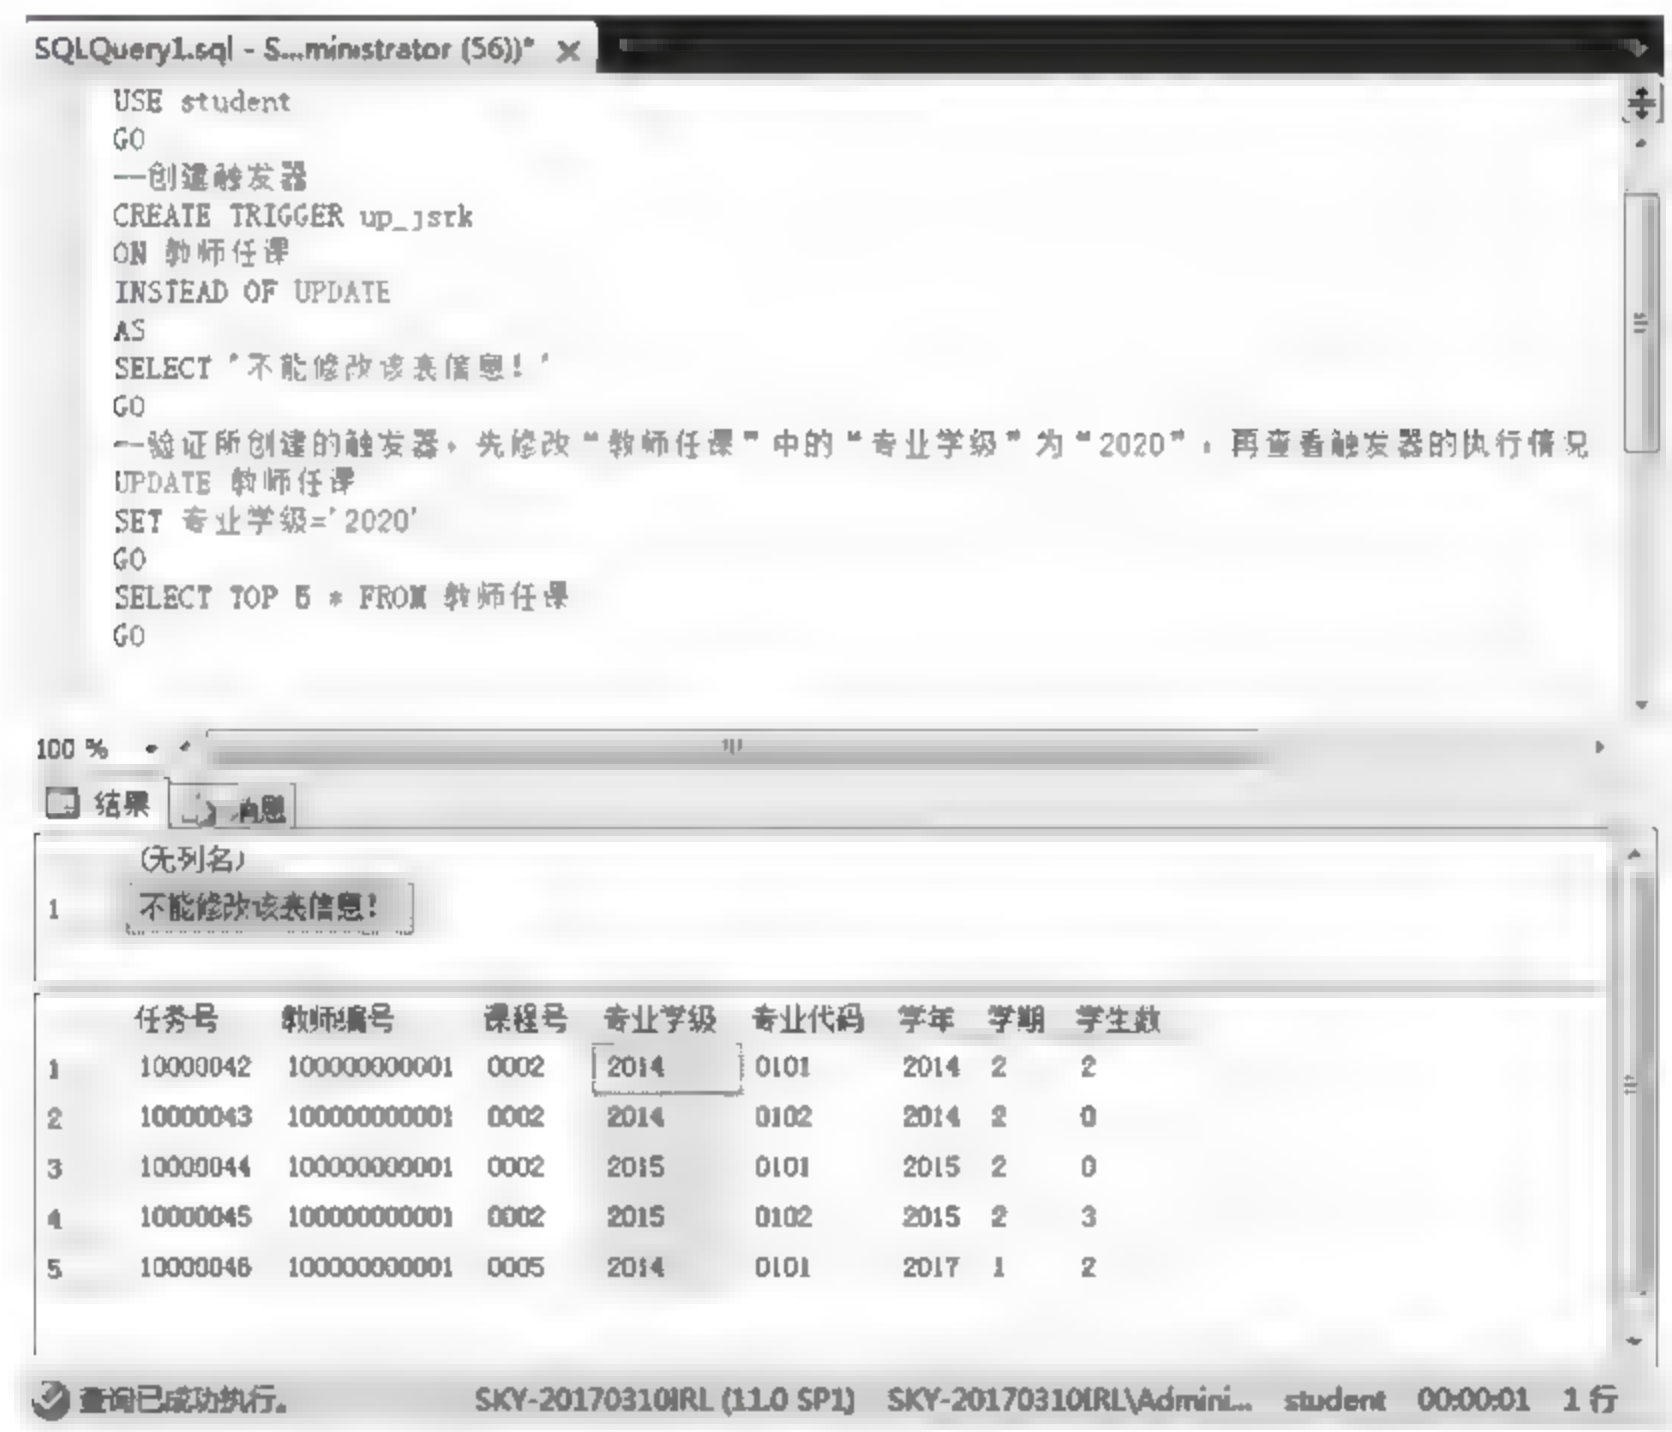 SQLQuery1.sql - S...ministrator (56))* ×
USE student
GO
--创建触发器
CREATE TRIGGER up_jsrk
ON 教师任课
INSTEAD OF UPDATE
AS
SELECT '不能修改该表信息！'
GO
--验证所创建的触发器，先修改“教师任课”中的“专业学级”为“2020”，再查看触发器的执行情况
UPDATE 教师任课
SET 专业学级='2020'
GO
SELECT TOP 5 * FROM 教师任课
GO
100 %
结果 消息
(无列名)
1 不能修改该表信息！
任务号 教师编号 课程号 专业学级 专业代码 学年 学期 学生数
1 10000042 100000000001 0002 2014 0101 2014 2 2
2 10000043 100000000001 0002 2014 0102 2014 2 0
3 10000044 100000000001 0002 2015 0101 2015 2 0
4 10000045 100000000001 0002 2015 0102 2015 2 3
5 10000046 100000000001 0005 2014 0101 2017 1 2
查询已成功执行。 SKY-20170310IRL (11.0 SP1) SKY-20170310IRL\Admini... student 00:00:01 1 行